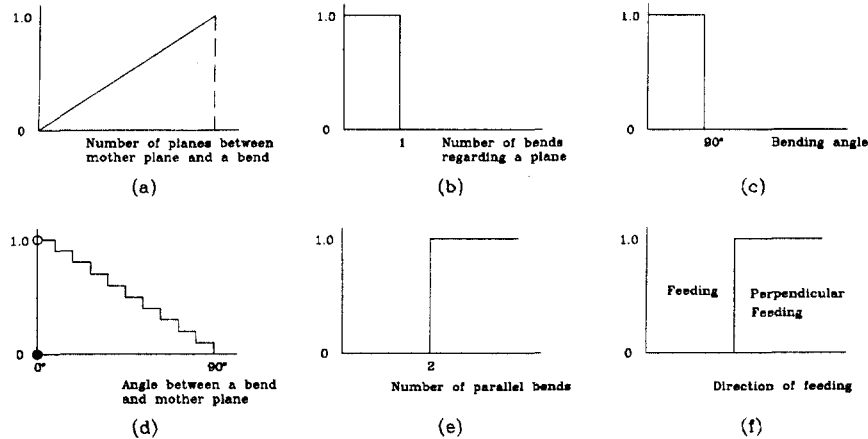 1.0
0
Number of planes between
mother plane and a bend
(a)
1.0
0
1
Number of bends
regarding a plane
(b)
1.0
0
90°
Bending angle
(c)
1.0
0
0°
90°
Angle between a bend
and mother plane
(d)
1.0
0
2
Number of parallel bends
(e)
1.0
0
Feeding
Perpendicular
Feeding
Direction of feeding
(f)